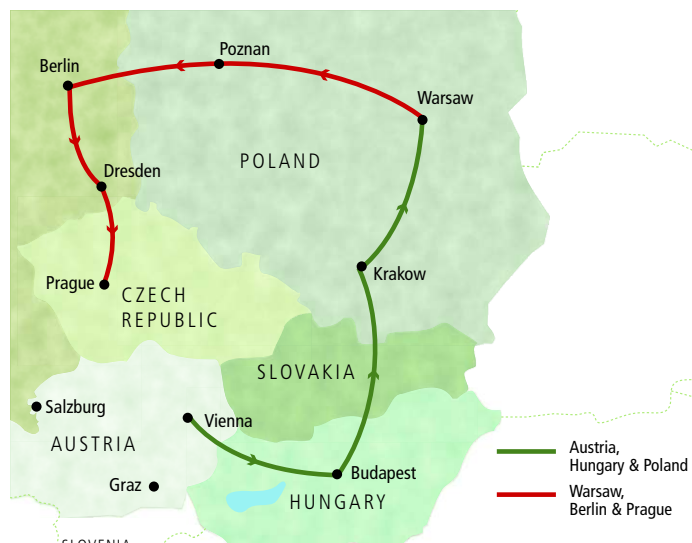 Poznan
Berlin
Warsaw
POLAND
Dresden
Krakow
Prague
CZECH
REPUBLIC
SLOVAKIA
Salzburg
Vienna
AUSTRIA
Budapest
Graz
HUNGARY
SLOVENIA
Austria,
Hungary & Poland
Warsaw,
Berlin & Prague